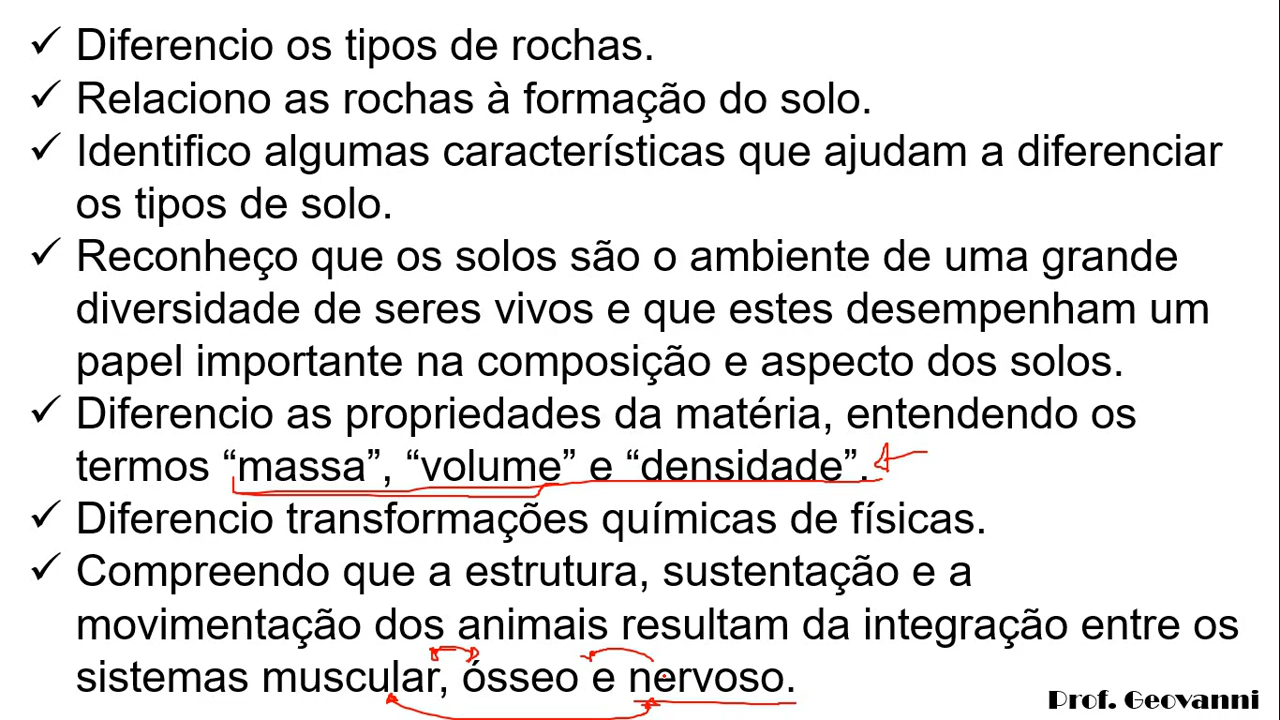 ✓ Diferencio os tipos de rochas.
✓ Relaciono as rochas à formação do solo.
✓ Identifico algumas características que ajudam a diferenciar
os tipos de solo.
✓ Reconheço que os solos são o ambiente de uma grande
diversidade de seres vivos e que estes desempenham um
papel importante na composição e aspecto dos solos.
✓ Diferencio as propriedades da matéria, entendendo os
termos “massa”, “volume” e “densidade”.
✓ Diferencio transformações químicas de físicas.
✓ Compreendo que a estrutura, sustentação e a
movimentação dos animais resultam da integração entre os
sistemas muscular, ósseo e nervoso.
Prof. Geovanni